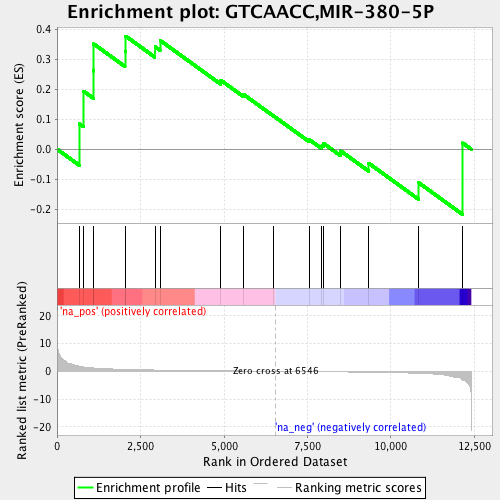 Enrichment plot: GTCAACC,MIR-380-5P
Enrichment score (ES)
0.4
0.3
0.2
0.1
0.0
-0.1
-0.2
'na_pos' (positively correlated)
Ranked list metric (PreRanked)
20
10
0
-10
-20
Zero cross at 6546
'na_neg' (negatively correlated)
0 2,500 5,000 7,500 10,000 12,500
Rank in Ordered Dataset
Enrichment profile Hits Ranking metric scores